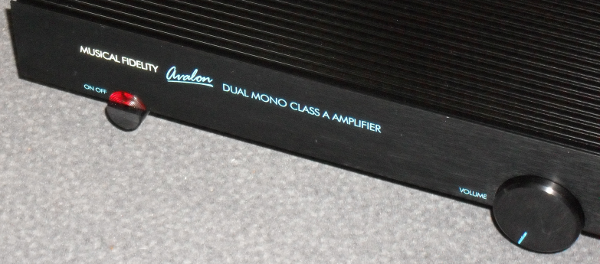 MUSICAL FIDELITY Avalon DUAL MONO CLASS A AMPLIFIER
ON OFF
VOLUME